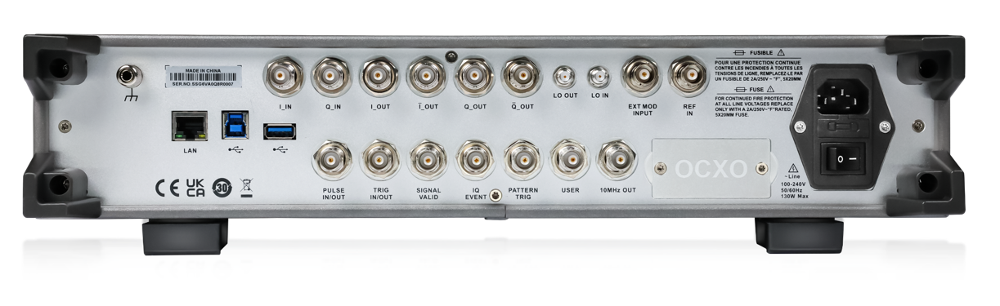 MADE IN CHINA
SER.NO.SSG6VA0Q8R0007
I_IN
Q_IN
I_OUT
I̅_OUT
Q_OUT
Q̅_OUT
LO OUT
LO IN
EXT MOD
INPUT
REF
IN
FUSIBLE
POUR UNE PROTECTION CONTINUE
CONTRE LES INCENDIES À TOUTES LES
TENSIONS DE LIGNE, REMPLACEZ-LE PAR
UN FUSIBLE DE 2A/250V ~ "F", 5X20MM.
FUSE
FOR CONTINUED FIRE PROTECTION
AT ALL LINE VOLTAGES REPLACE
ONLY WITH A 2A/250V~"F"RATED,
5X20MM FUSE.
LAN
CE
UK
CA
30
PULSE
IN/OUT
TRIG
IN/OUT
SIGNAL
VALID
IQ
EVENT
PATTERN
TRIG
USER
10MHz OUT
OCXO
~Line
100-240V
50/60Hz
130W Max